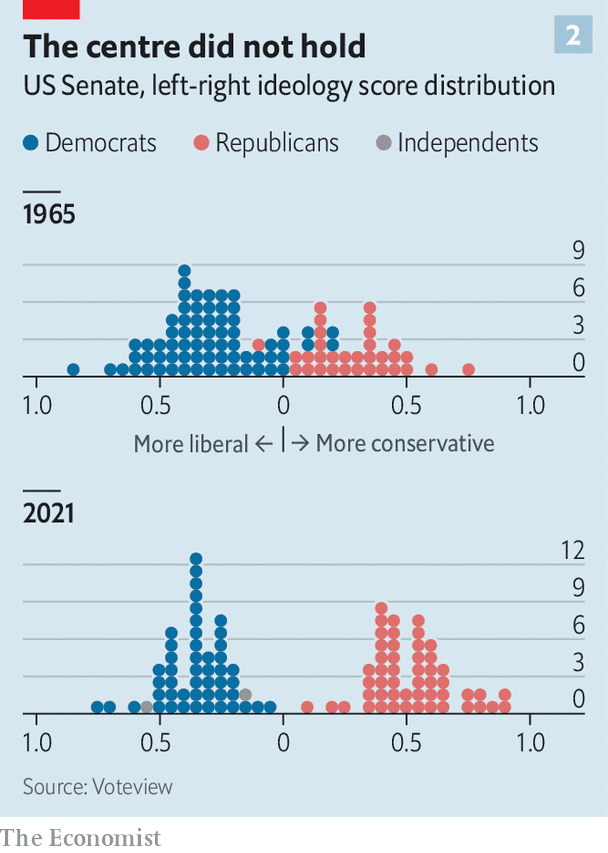 2
The centre did not hold
US Senate, left-right ideology score distribution
Democrats Republicans Independents
1965
9
6
3
0
1.0 0.5 0 0.5 1.0
More liberal ← → More conservative
2021
12
9
6
3
0
1.0 0.5 0 0.5 1.0
Source: Voteview
The Economist